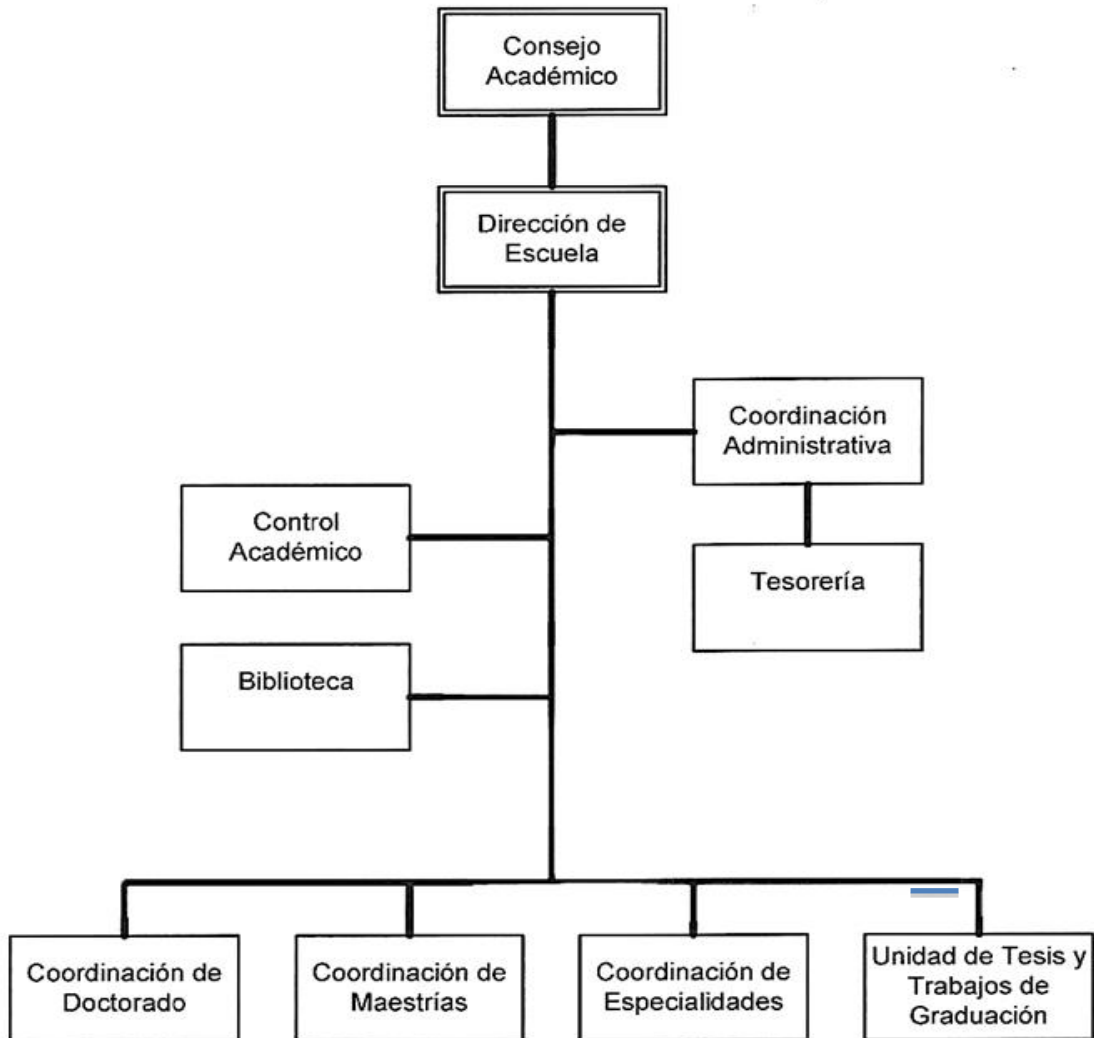 Consejo
Académico
Dirección de
Escuela
Coordinación
Administrativa
Control
Académico
Tesorería
Biblioteca
Coordinación de
Doctorado
Coordinación de
Maestrías
Coordinación de
Especialidades
Unidad de Tesis y
Trabajos de
Graduación